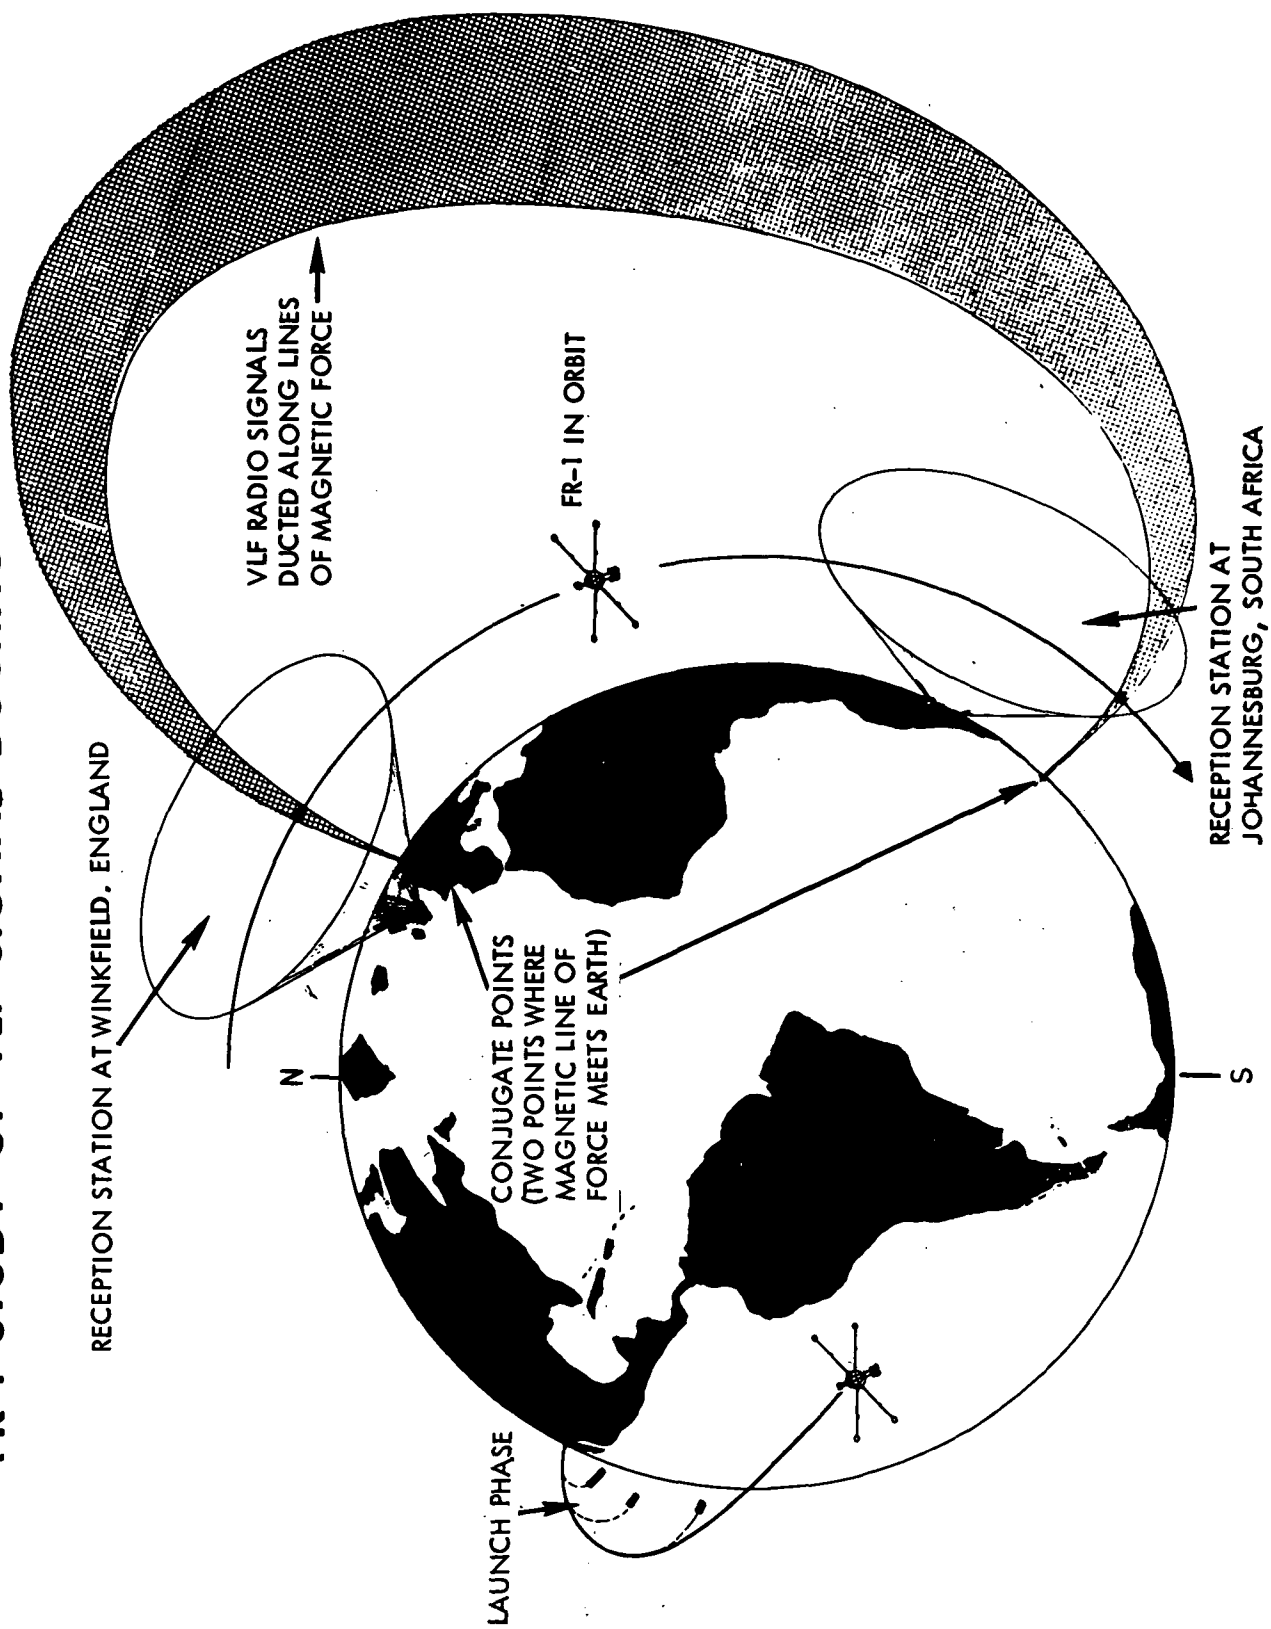 RECEPTION STATION AT WINKFIELD, ENGLAND
VLF RADIO SIGNALS
DUCTED ALONG LINES
OF MAGNETIC FORCE
FR-1 IN ORBIT
N
CONJUGATE POINTS
(TWO POINTS WHERE
MAGNETIC LINE OF
FORCE MEETS EARTH)
LAUNCH PHASE
S
RECEPTION STATION AT
JOHANNESBURG, SOUTH AFRICA